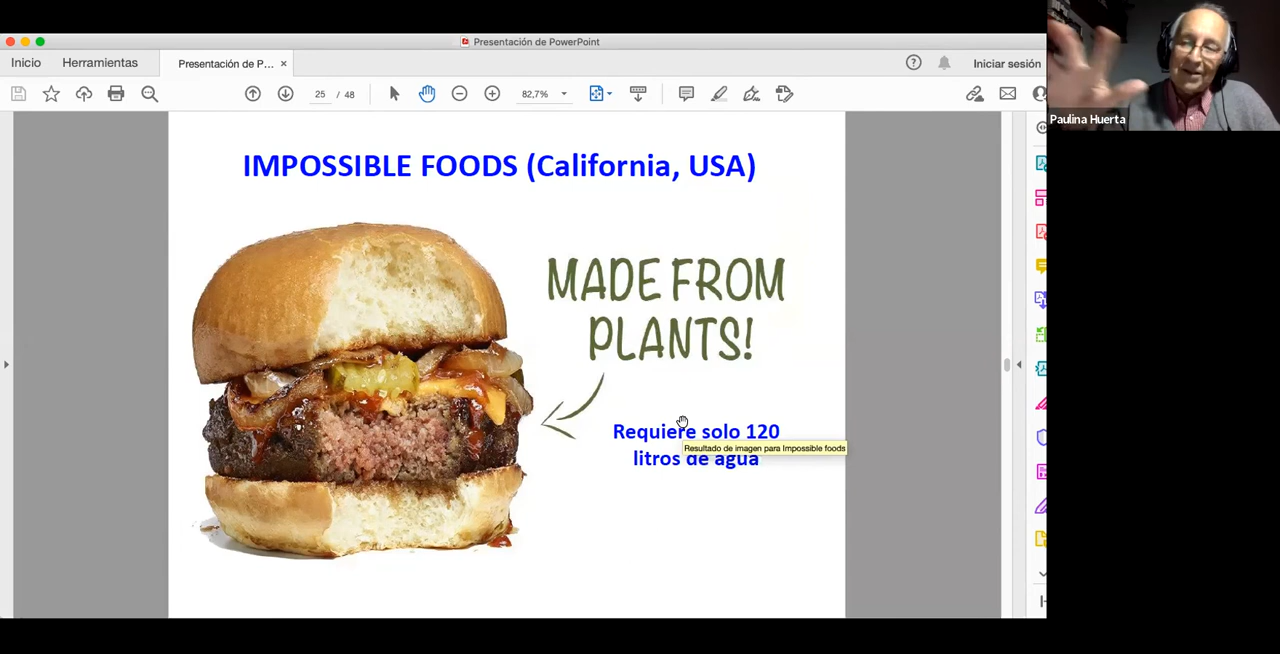 Presentación de PowerPoint
Inicio
Herramientas
Presentación de P...
×
?
Iniciar sesión
25 / 48
82,7%
Paulina Huerta
IMPOSSIBLE FOODS (California, USA)
MADE FROM
PLANTS!
Requiere solo 120
Resultado de imagen para Impossible foods
litros de agua